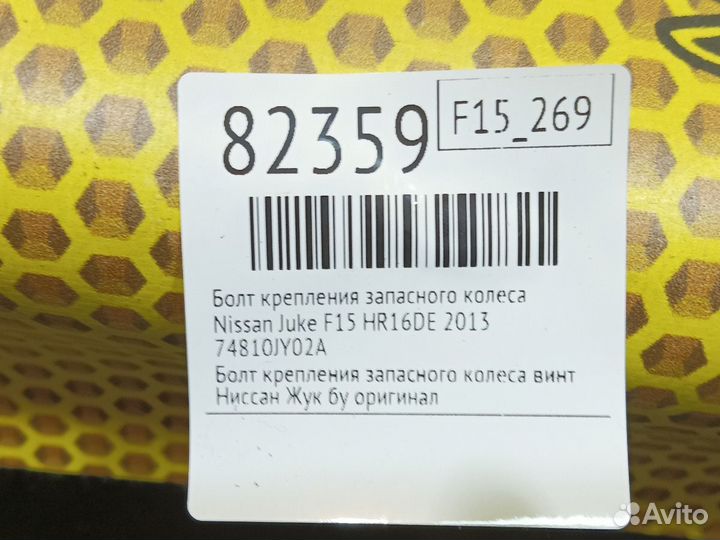 82359
F15_269
Болт крепления запасного колеса
Nissan Juke F15 HR16DE 2013
74810JY02A
Болт крепления запасного колеса винт
Ниссан Жук бу оригинал
Avito